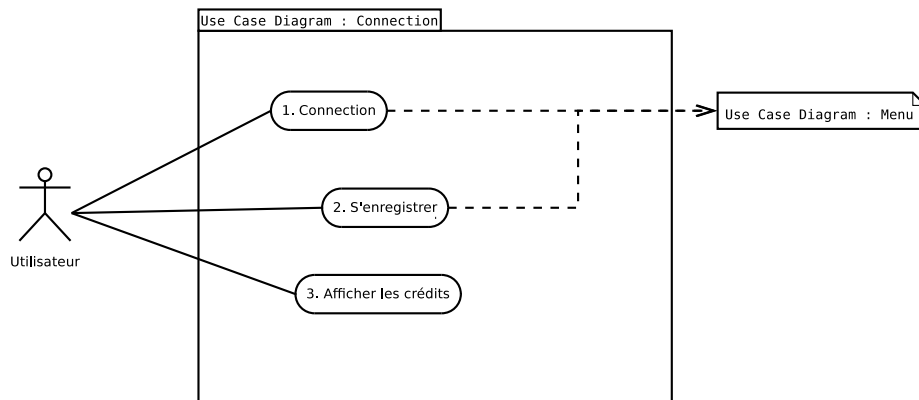 Use Case Diagram : Connection
1. Connection
Use Case Diagram : Menu
2. S'enregistrer
Utilisateur
3. Afficher les crédits